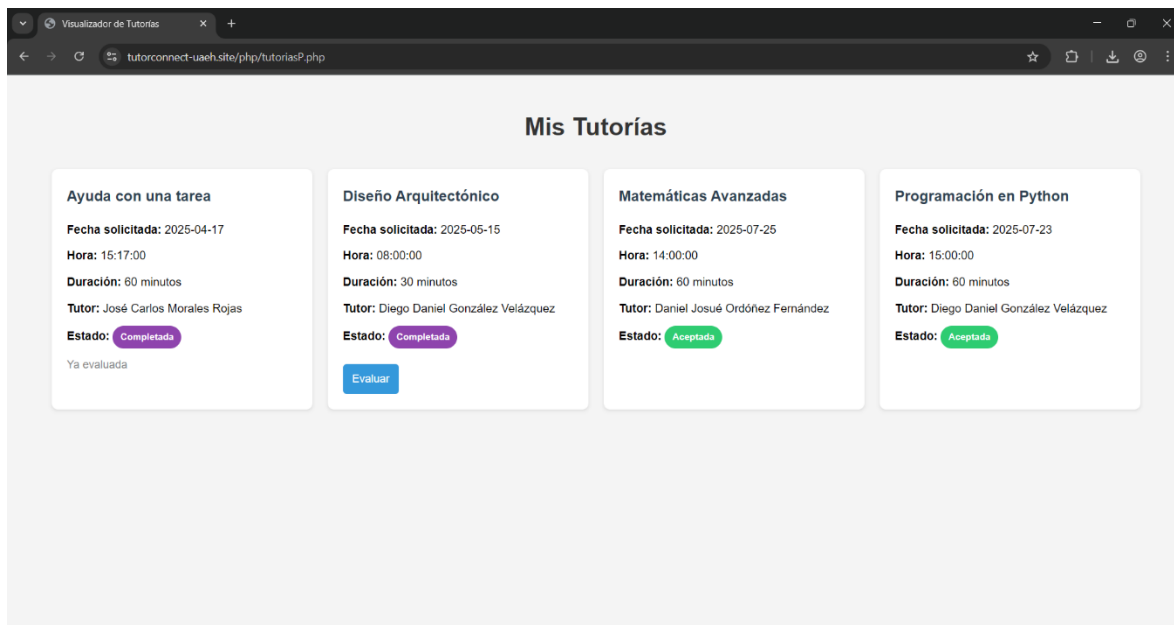 Visualizador de Tutorías
tutorconnect-uaeh.site/php/tutoriasP.php
Mis Tutorías
Ayuda con una tarea
Fecha solicitada: 2025-04-17
Hora: 15:17:00
Duración: 60 minutos
Tutor: José Carlos Morales Rojas
Estado: Completada
Ya evaluada
Diseño Arquitectónico
Fecha solicitada: 2025-05-15
Hora: 08:00:00
Duración: 30 minutos
Tutor: Diego Daniel González Velázquez
Estado: Completada
Evaluar
Matemáticas Avanzadas
Fecha solicitada: 2025-07-25
Hora: 14:00:00
Duración: 60 minutos
Tutor: Daniel Josué Ordóñez Fernández
Estado: Aceptada
Programación en Python
Fecha solicitada: 2025-07-23
Hora: 15:00:00
Duración: 60 minutos
Tutor: Diego Daniel González Velázquez
Estado: Aceptada